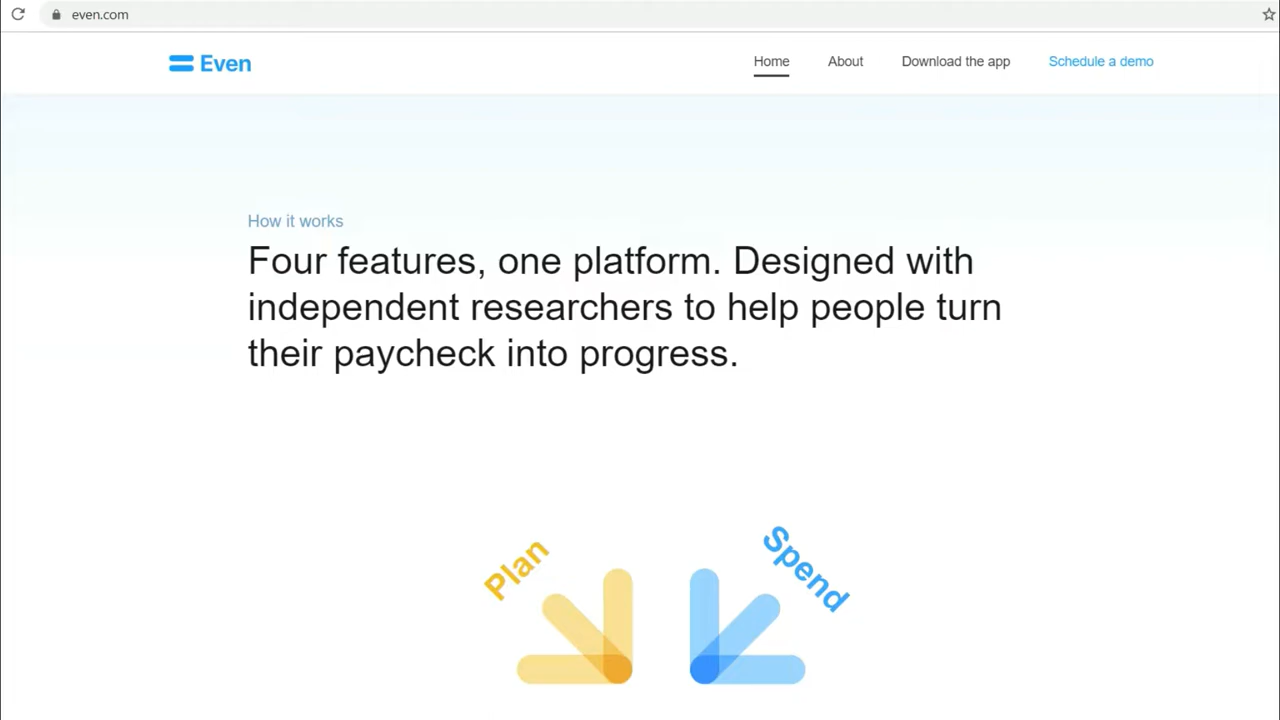 even.com
Even
Home About Download the app Schedule a demo
How it works
Four features, one platform. Designed with
independent researchers to help people turn
their paycheck into progress.
Plan
Spend